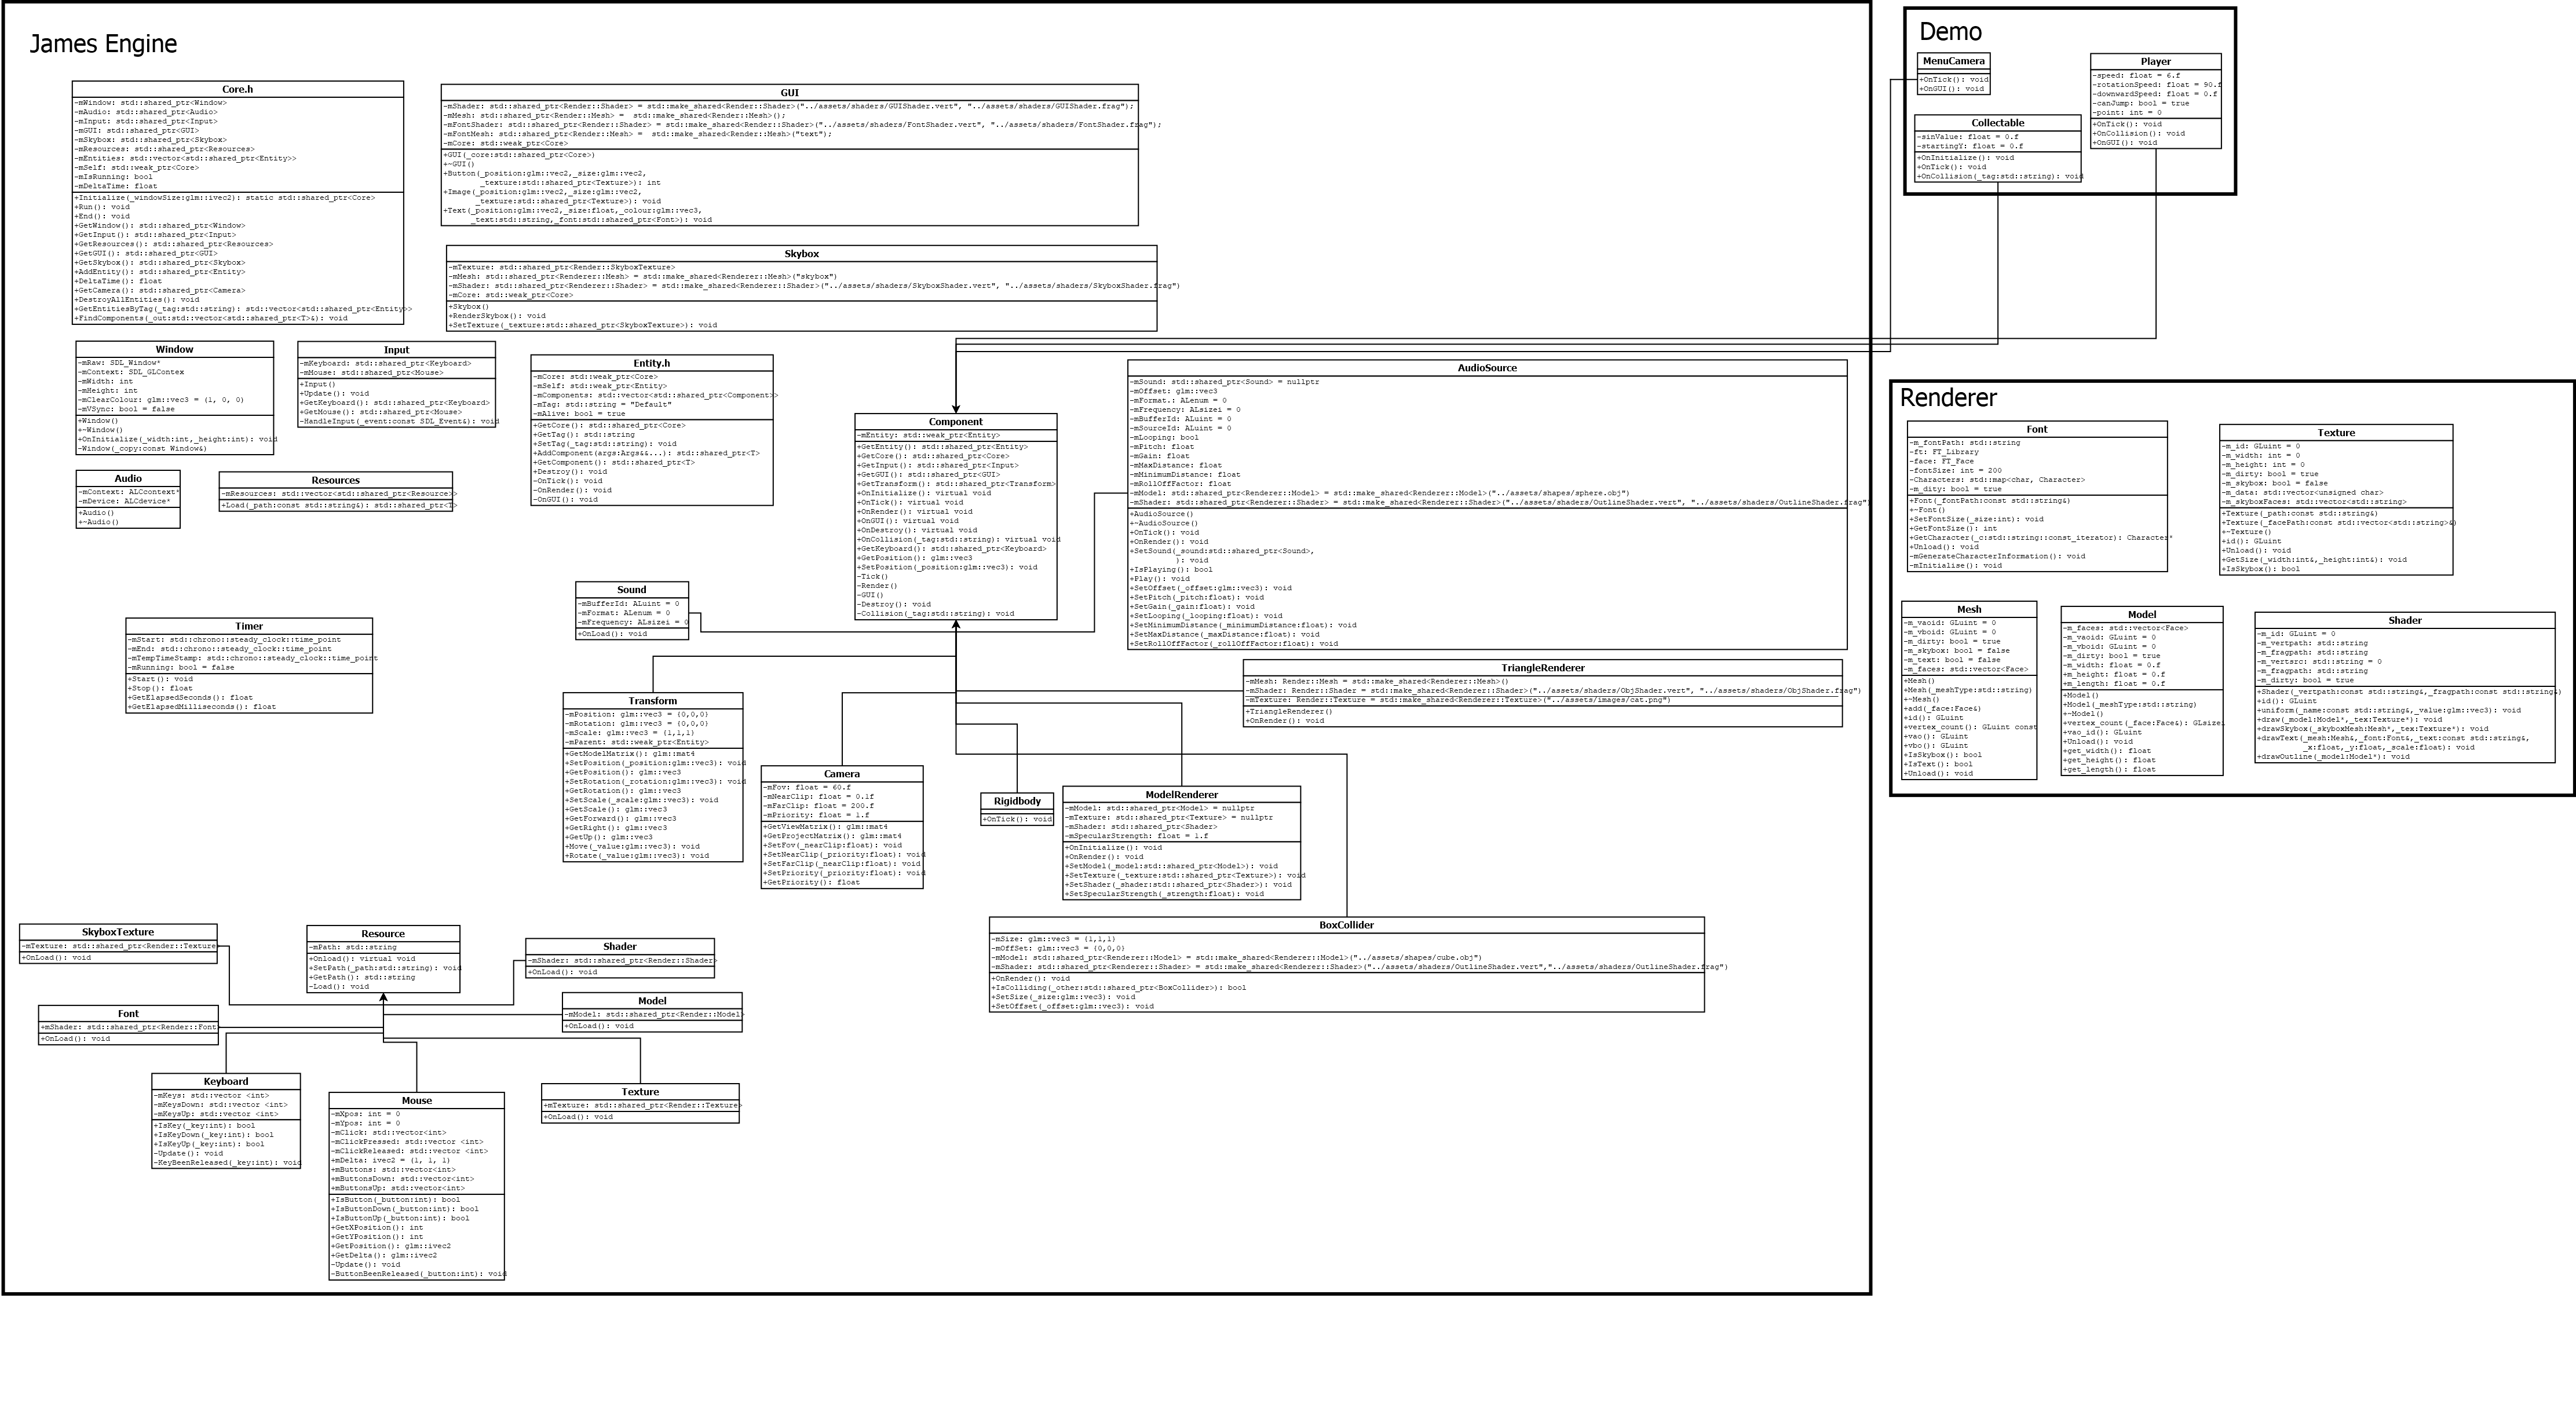 James Engine
Core.h
-mWindow: std::shared_ptr<Window>
-mAudio: std::shared_ptr<Audio>
-mInput: std::shared_ptr<Input>
-mGUI: std::shared_ptr<GUI>
-mSkybox: std::shared_ptr<Skybox>
-mResources: std::shared_ptr<Resources>
-mEntities: std::vector<std::shared_ptr<Entity>>
-mSelf: std::weak_ptr<Core>
-mIsRunning: bool
-mDeltaTime: float
+Initialize(_windowSize:glm::ivec2): static std::shared_ptr<Core>
+Run(): void
+End(): void
+GetWindow(): std::shared_ptr<Window>
+GetInput(): std::shared_ptr<Input>
+GetResources(): std::shared_ptr<Resources>
+GetGUI(): std::shared_ptr<GUI>
+GetSkybox(): std::shared_ptr<Skybox>
+AddEntity(): std::shared_ptr<Entity>
+DeltaTime(): float
+GetCamera(): std::shared_ptr<Camera>
+DestroyAllEntities(): void
+GetEntitiesByTag(_tag:std::string): std::vector<std::shared_ptr<Entity>>
+FindComponents(_out:std::vector<std::shared_ptr<T>&): void
GUI
-mShader: std::shared_ptr<Render::Shader> = std::make_shared<Render::Shader>("../assets/shaders/GUIShader.vert", "../assets/shaders/GUIShader.frag");
-mMesh: std::shared_ptr<Render::Mesh> =  std::make_shared<Render::Mesh>();
-mFontShader: std::shared_ptr<Render::Shader> = std::make_shared<Render::Shader>("../assets/shaders/FontShader.vert", "../assets/shaders/FontShader.frag");
-mFontMesh: std::shared_ptr<Render::Mesh> =  std::make_shared<Render::Mesh>("text");
-mCore: std::weak_ptr<Core>
+GUI(_core:std::shared_ptr<Core>)
+~GUI()
+Button(_position:glm::vec2,_size:glm::vec2,
_texture:std::shared_ptr<Texture>): int
+Image(_position:glm::vec2,_size:glm::vec2,
_texture:std::shared_ptr<Texture>): void
+Text(_position:glm::vec2,_size:float,_colour:glm::vec3,
_text:std::string,_font:std::shared_ptr<Font>): void
Skybox
-mTexture: std::shared_ptr<Render::SkyboxTexture>
-mMesh: std::shared_ptr<Renderer::Mesh> = std::make_shared<Renderer::Mesh>("skybox")
-mShader: std::shared_ptr<Renderer::Shader> = std::make_shared<Renderer::Shader>("../assets/shaders/SkyboxShader.vert", "../assets/shaders/SkyboxShader.frag")
-mCore: std::weak_ptr<Core>
+Skybox()
+RenderSkybox(): void
+SetTexture(_texture:std::shared_ptr<SkyboxTexture>): void
Window
-mRaw: SDL_Window*
-mContext: SDL_GLContex
-mWidth: int
-mHeight: int
-mClearColour: glm::vec3 = (1, 0, 0)
-mVSync: bool = false
+Window()
+~Window()
+OnInitialize(_width:int,_height:int): void
-Window(_copy:const Window&)
Input
-mKeyboard: std::shared_ptr<Keyboard>
-mMouse: std::shared_ptr<Mouse>
+Input()
+Update(): void
+GetKeyboard(): std::shared_ptr<Keyboard>
+GetMouse(): std::shared_ptr<Mouse>
-HandleInput(_event:const SDL_Event&): void
Entity.h
-mCore: std::weak_ptr<Core>
-mSelf: std::weak_ptr<Entity>
-mComponents: std::vector<std::shared_ptr<Component>>
-mTag: std::string = "Default"
-mAlive: bool = true
+GetCore(): std::shared_ptr<Core>
+GetTag(): std::string
+SetTag(_tag:std::string): void
+AddComponent(args:Args&&...): std::shared_ptr<T>
+GetComponent(): std::shared_ptr<T>
+Destroy(): void
-OnTick(): void
-OnRender(): void
-OnGUI(): void
Audio
-mContext: ALCcontext*
-mDevice: ALCdevice*
+Audio()
+~Audio()
Resources
-mResources: std::vector<std::shared_ptr<Resource>>
+Load(_path:const std::string&): std::shared_ptr<T>
Component
-mEntity: std::weak_ptr<Entity>
+GetEntity(): std::shared_ptr<Entity>
+GetCore(): std::shared_ptr<Core>
+GetInput(): std::shared_ptr<Input>
+GetGUI(): std::shared_ptr<GUI>
+GetTransform(): std::shared_ptr<Transform>
+OnInitialize(): virtual void
+OnTick(): virtual void
+OnRender(): virtual void
+OnGUI(): virtual void
+OnDestroy(): virtual void
+OnCollision(_tag:std::string): virtual void
+GetKeyboard(): std::shared_ptr<Keyboard>
+GetPosition(): glm::vec3
+SetPosition(position:glm::vec3): void
-Tick()
-Render()
-GUI()
-Destroy(): void
-Collision(_tag:std::string): void
AudioSource
-mSound: std::shared_ptr<Sound> = nullptr
-mOffset: glm::vec3
-mFormat.: ALenum = 0
-mFrequency: ALsizei = 0
-mBufferId: ALuint = 0
-mSourceId: ALuint = 0
-mLooping: bool
-mPitch: float
-mGain: float
-mMaxDistance: float
-mMinimumDistance: float
-mRollOffFactor: float
-mModel: std::shared_ptr<Renderer::Model> = std::make_shared<Renderer::Model>("../assets/shapes/sphere.obj")
-mShader: std::shared_ptr<Renderer::Shader> = std::make_shared<Renderer::Shader>("../assets/shaders/OutlineShader.vert", "../assets/shaders/OutlineShader.frag")
+AudioSource()
+~AudioSource()
+OnTick(): void
+OnRender(): void
+SetSound(_sound:std::shared_ptr<Sound>,
): void
+IsPlaying(): bool
+Play(): void
+SetOffset(_offset:glm::vec3): void
+SetPitch(_pitch:float): void
+SetGain(_gain:float): void
+SetLooping(_looping:float): void
+SetMinimumDistance(_minimumDistance:float): void
+SetMaxDistance(_maxDistance:float): void
+SetRollOffFactor(_rollOffFactor:float): void
Sound
-mBufferId: ALuint = 0
-mFormat: ALenum = 0
-mFrequency: ALsizei = 0
+OnLoad(): void
Timer
-mStart: std::chrono::steady_clock::time_point
-mEnd: std::chrono::steady_clock::time_point
-mTempTimeStamp: std::chrono::steady_clock::time_point
-mRunning: bool = false
+Start(): void
+Stop(): float
+GetElapsedSeconds(): float
+GetElapsedMilliseconds(): float
TriangleRenderer
-mMesh: Render::Mesh = std::make_shared<Renderer::Mesh>()
-mShader: Render::Shader = std::make_shared<Renderer::Shader>("../assets/shaders/ObjShader.vert", "../assets/shaders/ObjShader.frag")
-mTexture: Render::Texture = std::make_shared<Renderer::Texture>("../assets/images/cat.png")
+TriangleRenderer()
+OnRender(): void
Transform
-mPosition: glm::vec3 = {0,0,0}
-mRotation: glm::vec3 = {0,0,0}
-mScale: glm::vec3 = {1,1,1}
-mParent: std::weak_ptr<Entity>
+GetModelMatrix(): glm::mat4
+SetPosition(_position:glm::vec3): void
+GetPosition(): glm::vec3
+SetRotation(_rotation:glm::vec3): void
+GetRotation(): glm::vec3
+SetScale(_scale:glm::vec3): void
+GetScale(): glm::vec3
+GetForward(): glm::vec3
+GetRight(): glm::vec3
+GetUp(): glm::vec3
+Move(_value:glm::vec3): void
+Rotate(_value:glm::vec3): void
Camera
-mFov: float = 60.f
-mNearClip: float = 0.1f
-mFarClip: float = 200.f
-mPriority: float = 1.f
+GetViewMatrix(): glm::mat4
+GetProjectMatrix(): glm::mat4
+SetFov(_nearClip:float): void
+SetNearClip(_priority:float): void
+SetFarClip(_nearClip:float): void
+SetPriority(_priority:float): void
+GetPriority(): float
Rigidbody
+OnTick(): void
ModelRenderer
-mModel: std::shared_ptr<Model> = nullptr
-mTexture: std::shared_ptr<Texture> = nullptr
-mShader: std::shared_ptr<Shader>
-mSpecularStrength: float = 1.f
+OnInitialize(): void
+OnRender(): void
+SetModel(_model:std::shared_ptr<Model>): void
+SetTexture(_texture:std::shared_ptr<Texture>): void
+SetShader(_shader:std::shared_ptr<Shader>): void
+SetSpecularStrength(_strength:float): void
BoxCollider
-mSize: glm::vec3 = {1,1,1}
-mOffSet: glm::vec3 = {0,0,0}
-mModel: std::shared_ptr<Renderer::Model> = std::make_shared<Renderer::Model>("../assets/shapes/cube.obj")
-mShader: std::shared_ptr<Renderer::Shader> = std::make_shared<Renderer::Shader>("../assets/shaders/OutlineShader.vert","../assets/shaders/OutlineShader.frag")
+OnRender(): void
+IsColliding(_other:std::shared_ptr<BoxCollider>): bool
+SetSize(_size:glm::vec3): void
+SetOffset(_offset:glm::vec3): void
SkyboxTexture
-mTexture: std::shared_ptr<Render::Texture>
+OnLoad(): void
Resource
-mPath: std::string
+Onload(): virtual void
+SetPath(_path:std::string): void
+GetPath(): std::string
-Load(): void
Shader
-mShader: std::shared_ptr<Render::Shader>
+OnLoad(): void
Font
+mShader: std::shared_ptr<Render::Font>
+OnLoad(): void
Model
-mModel: std::shared_ptr<Render::Model>
+OnLoad(): void
Keyboard
-mKeys: std::vector <int>
-mKeysDown: std::vector <int>
-mKeysUp: std::vector <int>
+IsKey(_key:int): bool
+IsKeyDown(_key:int): bool
+IsKeyUp(_key:int): bool
-Update(): void
-KeyBeenReleased(_key:int): void
Mouse
-mXpos: int = 0
-mYpos: int = 0
-mClick: std::vector<int>
-mClickPressed: std::vector <int>
-mClickReleased: std::vector <int>
+mDelta: ivec2 = (1, 1, 1)
+mButtons: std::vector<int>
+mButtonsDown: std::vector<int>
+mButtonsUp: std::vector<int>
+IsButton(_button:int): bool
+IsButtonDown(_button:int): bool
+IsButtonUp(_button:int): bool
+GetXPosition(): int
+GetYPosition(): int
+GetPosition(): glm::ivec2
+GetDelta(): glm::ivec2
-Update(): void
-ButtonBeenReleased(_button:int): void
Texture
+mTexture: std::shared_ptr<Render::Texture>
+OnLoad(): void
Demo
MenuCamera
+OnTick(): void
+OnGUI(): void
Player
-speed: float = 6.f
-rotationSpeed: float = 90.f
-downwardSpeed: float = 0.f
-canJump: bool = true
-point: int = 0
+OnTick(): void
+OnCollision(): void
+OnGUI(): void
Collectable
-sinValue: float = 0.f
-startingY: float = 0.f
+OnInitialize(): void
+OnTick(): void
+OnCollision(_tag:std::string): void
Renderer
Font
-m_fontPath: std::string
-ft: FT_Library
-face: FT_Face
-fontSize: int = 200
-Characters: std::map<char, Character>
-m_dity: bool = true
+Font(_fontPath:const std::string&)
+~Font()
+SetFontSize(_size:int): void
+GetFontSize(): int
+GetCharacter(_c:std::string::const_iterator): Character*
+Unload(): void
-mGenerateCharacterInformation(): void
-mInitialise(): void
Texture
-m_id: GLuint = 0
-m_width: int = 0
-m_height: int = 0
-m_dirty: bool = true
-m_skybox: bool = false
-m_data: std::vector<unsigned char>
-m_skyboxFaces: std::vector<std::string>
+Texture(_path:const std::string&)
+Texture(_facePath:const std::vector<std::string>&)
+~Texture()
+id(): GLuint
+Unload(): void
+GetSize(_width:int&,_height:int&): void
+IsSkybox(): bool
Mesh
-m_vaoid: GLuint = 0
-m_vboid: GLuint = 0
-m_dirty: bool = true
-m_skybox: bool = false
-m_text: bool = false
-m_faces: std::vector<Face>
+Mesh()
+Mesh(_meshType:std::string)
+~Mesh()
+add(_face:Face&)
+id(): GLuint
+vertex_count(): GLuint const
+vao(): GLuint
+vbo(): GLuint
+IsSkybox(): bool
+IsText(): bool
+Unload(): void
Model
-m_faces: std::vector<Face>
-m_vaoid: GLuint = 0
-m_vboid: GLuint = 0
-m_dirty: bool = true
-m_width: float = 0.f
-m_height: float = 0.f
-m_length: float = 0.f
+Model()
+Model(_meshType:std::string)
+~Model()
+vertex_count(_face:Face&): GLsizei
+vao_id(): GLuint
+Unload(): void
+get_width(): float
+get_height(): float
+get_length(): float
Shader
-m_id: GLuint = 0
-m_vertpath: std::string
-m_fragpath: std::string
-m_vertsrc: std::string = 0
-m_fragpath: std::string
-m_dirty: bool = true
+Shader(_vertpath:const std::string&,_fragpath:const std::string&)
+id(): GLuint
+uniform(_name:const std::string&,_value:glm::vec3): void
+draw(_model:Model*,_tex:Texture*): void
+drawSkybox(_skyboxMesh:Mesh*,_tex:Texture*): void
+drawText(_mesh:Mesh&,_font:Font&,_text:const std::string&,
_x:float,_y:float,_scale:float): void
+drawOutline(_model:Model*): void